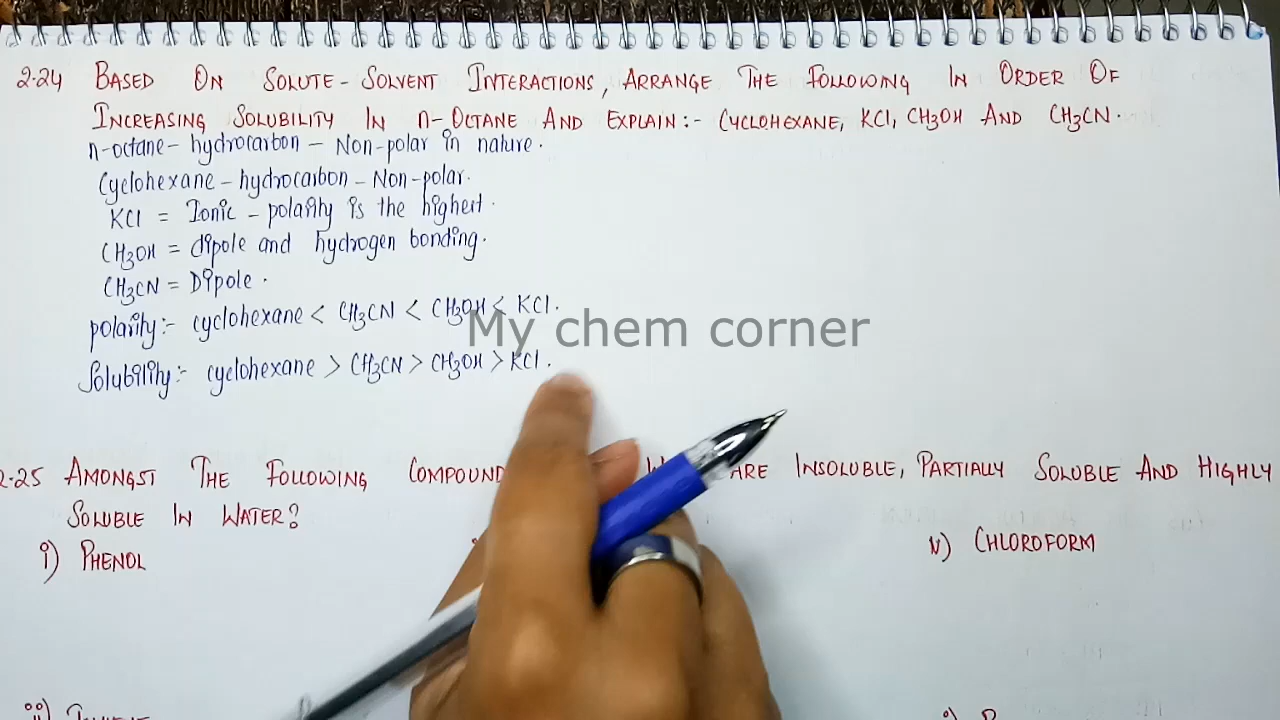 2.24 BASED ON SOLUTE-SOLVENT INTERACTIONS, ARRANGE THE FOLLOWING IN ORDER OF
INCREASING SOLUBILITY IN n-OCTANE AND EXPLAIN:- CYCLOHEXANE, KCl, CH3OH AND CH3CN.
n-octane - hydrocarbon - Non-polar in nature.
Cyclohexane - hydrocarbon - Non-polar.
KCl = Ionic - polarity is the highest.
CH3OH = dipole and hydrogen bonding.
CH3CN = Dipole.
polarity:- cyclohexane < CH3CN < CH3OH < KCl.
My chem corner
Solubility:- cyclohexane > CH3CN > CH3OH > KCl.
2.25 AMONGST THE FOLLOWING COMPOUND ARE INSOLUBLE, PARTIALLY SOLUBLE AND HIGHLY
SOLUBLE IN WATER?
i) PHENOL
v) CHLOROFORM
ii)